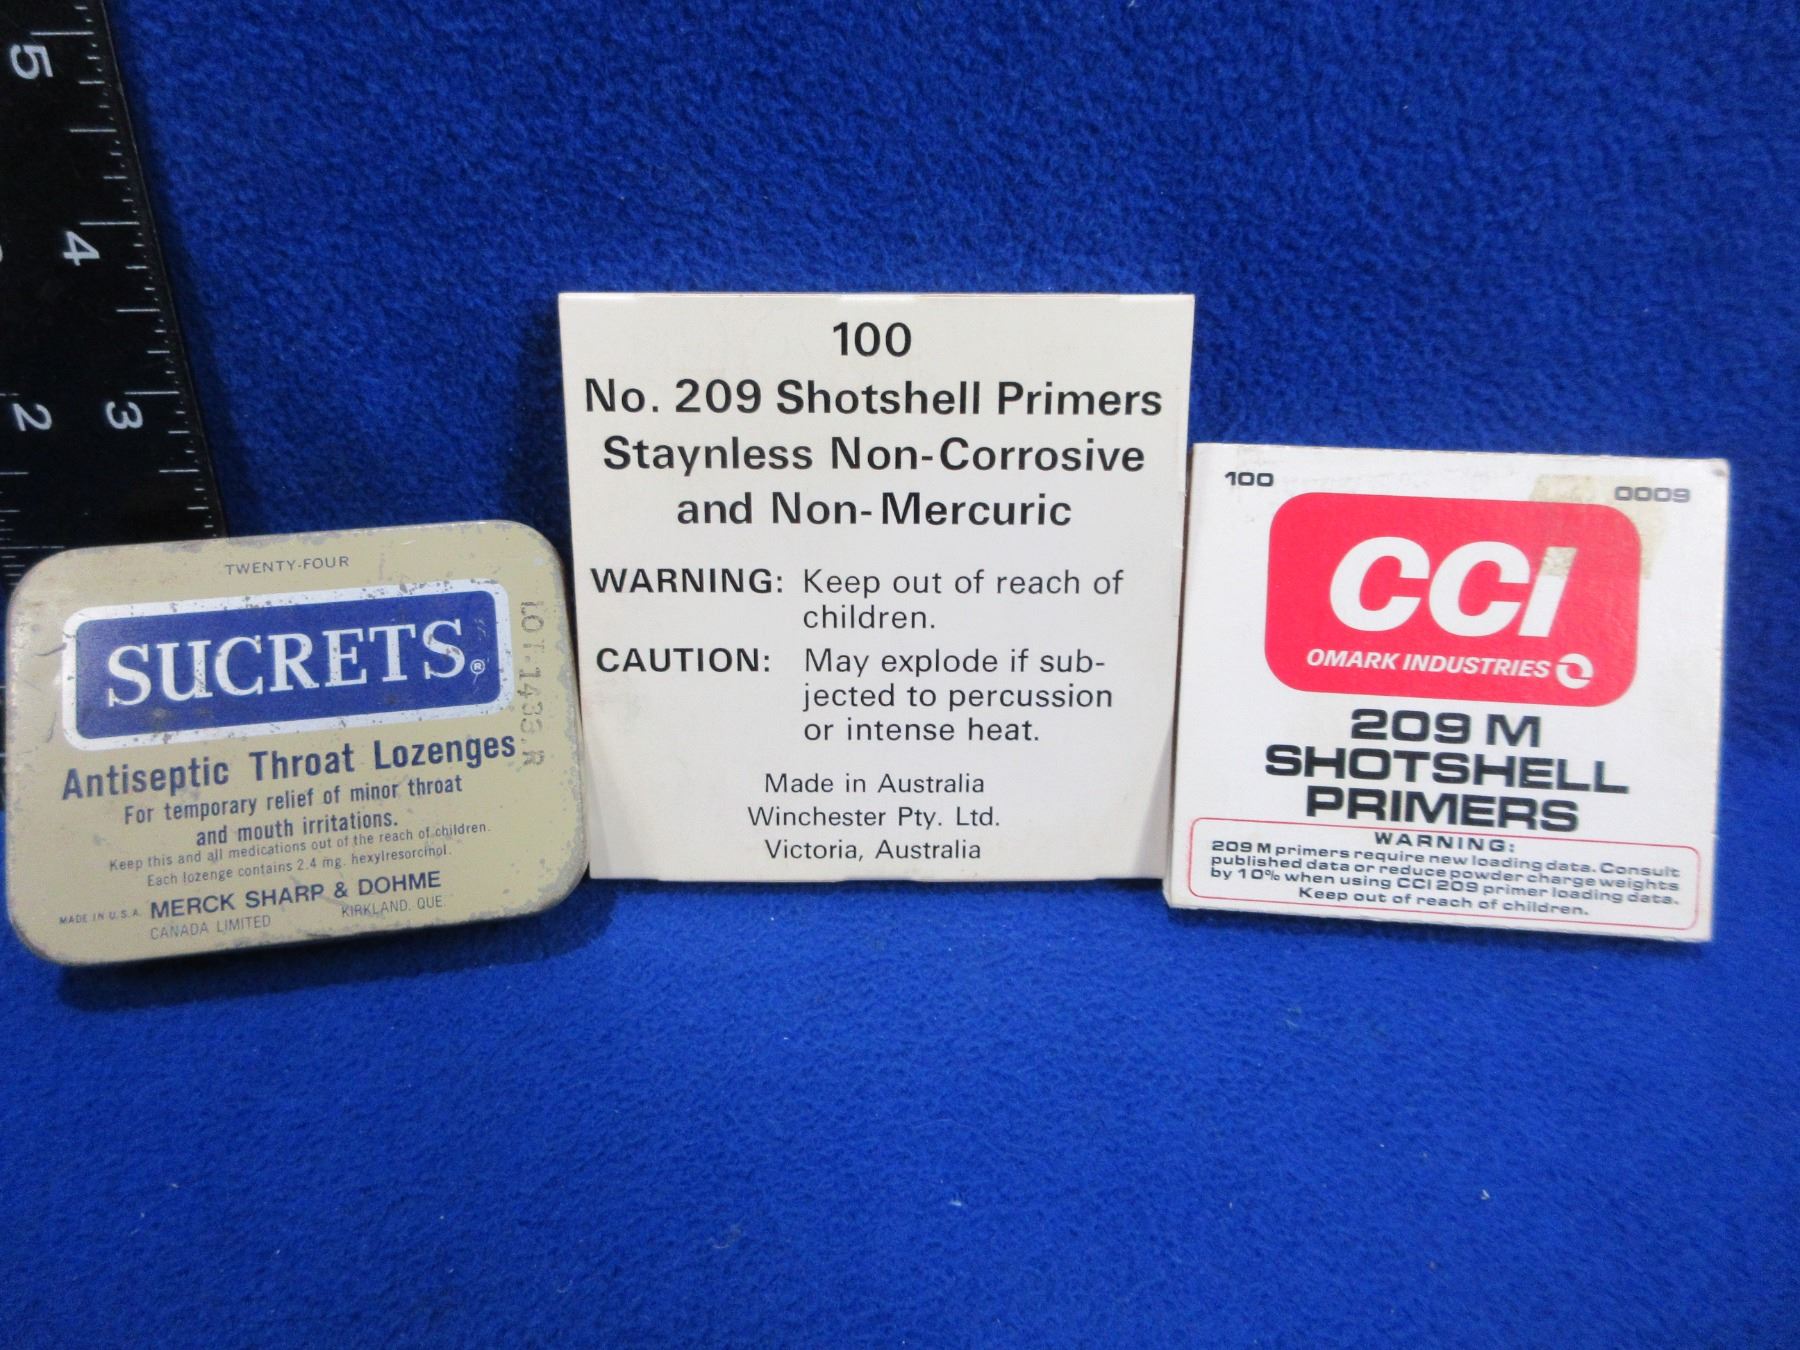 5
4
3
2
TWENTY-FOUR
SUCRETS®
LOT.1433.R
Antiseptic Throat Lozenges
For temporary relief of minor throat
and mouth irritations.
Keep this and all medications out of the reach of children.
Each lozenge contains 2.4 mg. hexylresorcinol.
MADE IN U.S.A. MERCK SHARP & DOHME
CANADA LIMITED KIRKLAND, QUE.
100
No. 209 Shotshell Primers
Staynless Non-Corrosive
and Non-Mercuric
WARNING: Keep out of reach of
children.
CAUTION: May explode if sub-
jected to percussion
or intense heat.
Made in Australia
Winchester Pty. Ltd.
Victoria, Australia
100 0009
CCI
OMARK INDUSTRIES
209 M
SHOTSHELL
PRIMERS
WARNING:
209 M primers require new loading data. Consult
published data or reduce powder charge weights
by 10% when using CCI 209 primer loading data.
Keep out of reach of children.